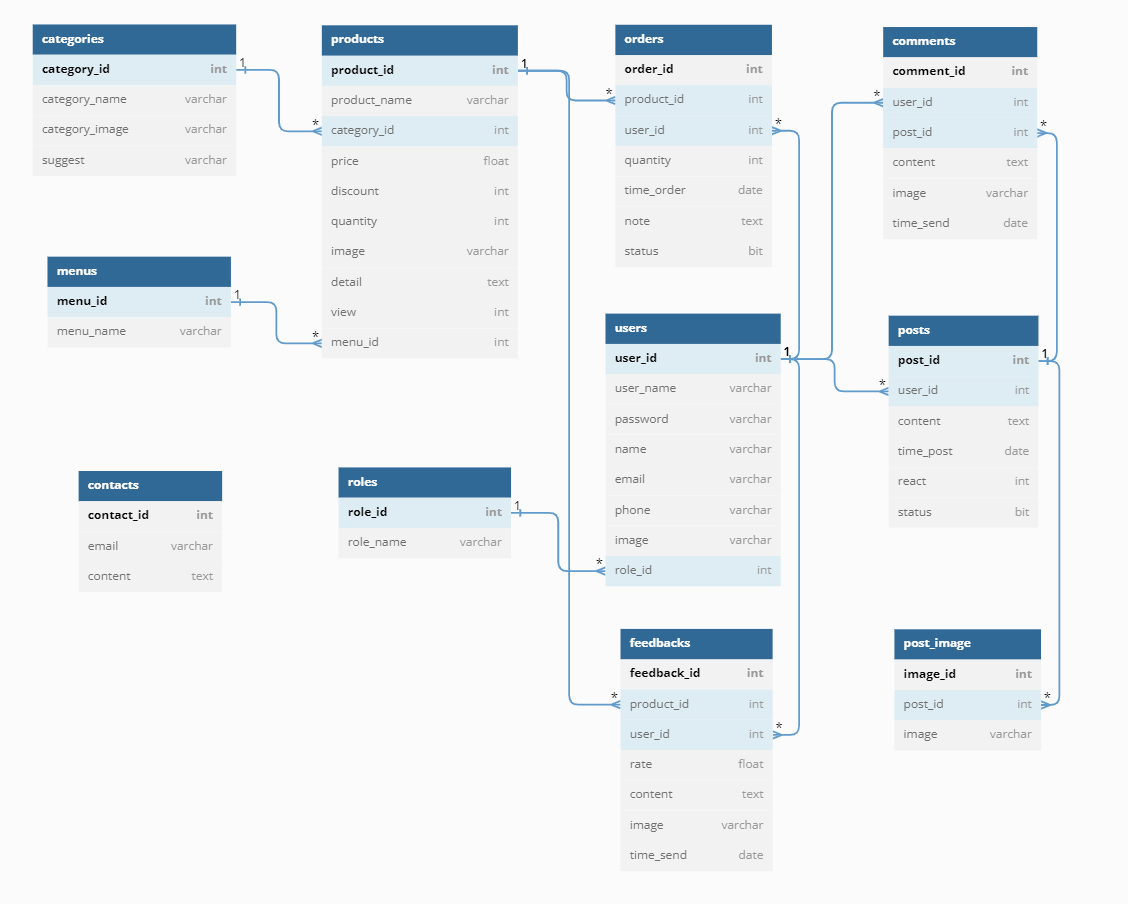 categories
category_id int
category_name varchar
category_image varchar
suggest varchar
1
*
products
product_id int
product_name varchar
category_id int
price float
discount int
quantity int
image varchar
detail text
view int
menu_id int
1
*
orders
order_id int
product_id int
user_id int
quantity int
time_order date
note text
status bit
*
*
comments
comment_id int
user_id int
post_id int
content text
image varchar
time_send date
*
menus
menu_id int
menu_name varchar
1
*
users
user_id int
user_name varchar
password varchar
name varchar
email varchar
phone varchar
image varchar
role_id int
1
*
posts
post_id int
user_id int
content text
time_post date
react int
status bit
1
contacts
contact_id int
email varchar
content text
roles
role_id int
role_name varchar
1
*
feedbacks
feedback_id int
product_id int
user_id int
rate float
content text
image varchar
time_send date
*
*
post_image
image_id int
post_id int
image varchar
*